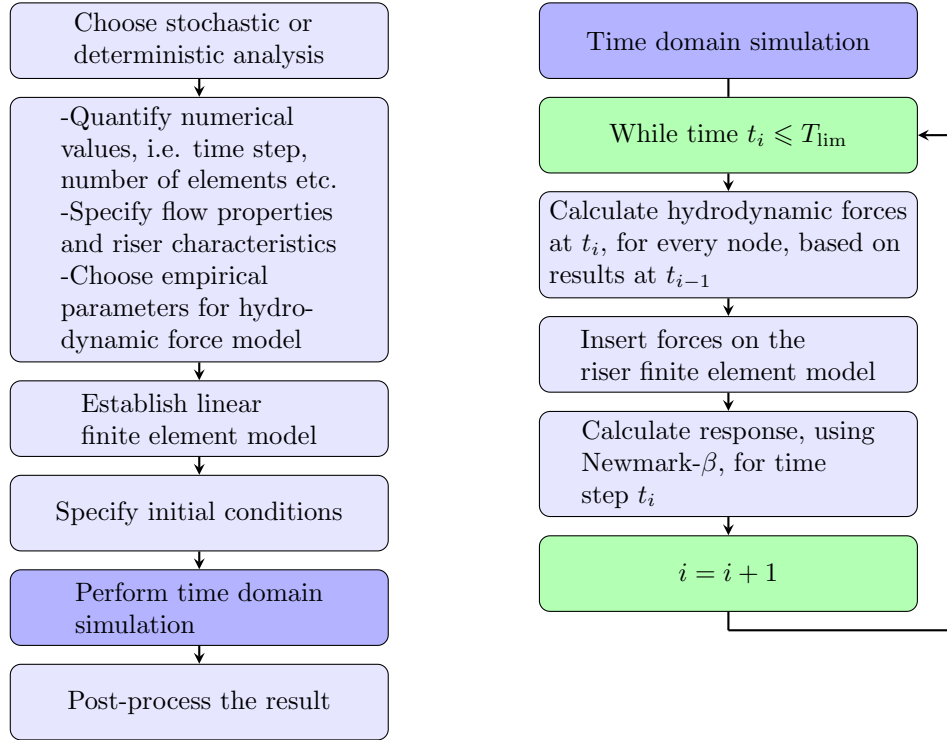 Choose stochastic or
deterministic analysis
-Quantify numerical
values, i.e. time step,
number of elements etc.
-Specify flow properties
and riser characteristics
-Choose empirical
parameters for hydro-
dynamic force model
Establish linear
finite element model
Specify initial conditions
Perform time domain
simulation
Post-process the result
Time domain simulation
While time $t_i \leqslant T_{\text{lim}}$
Calculate hydrodynamic forces
at $t_i$, for every node, based on
results at $t_{i-1}$
Insert forces on the
riser finite element model
Calculate response, using
Newmark-$\beta$, for time
step $t_i$
$i = i + 1$